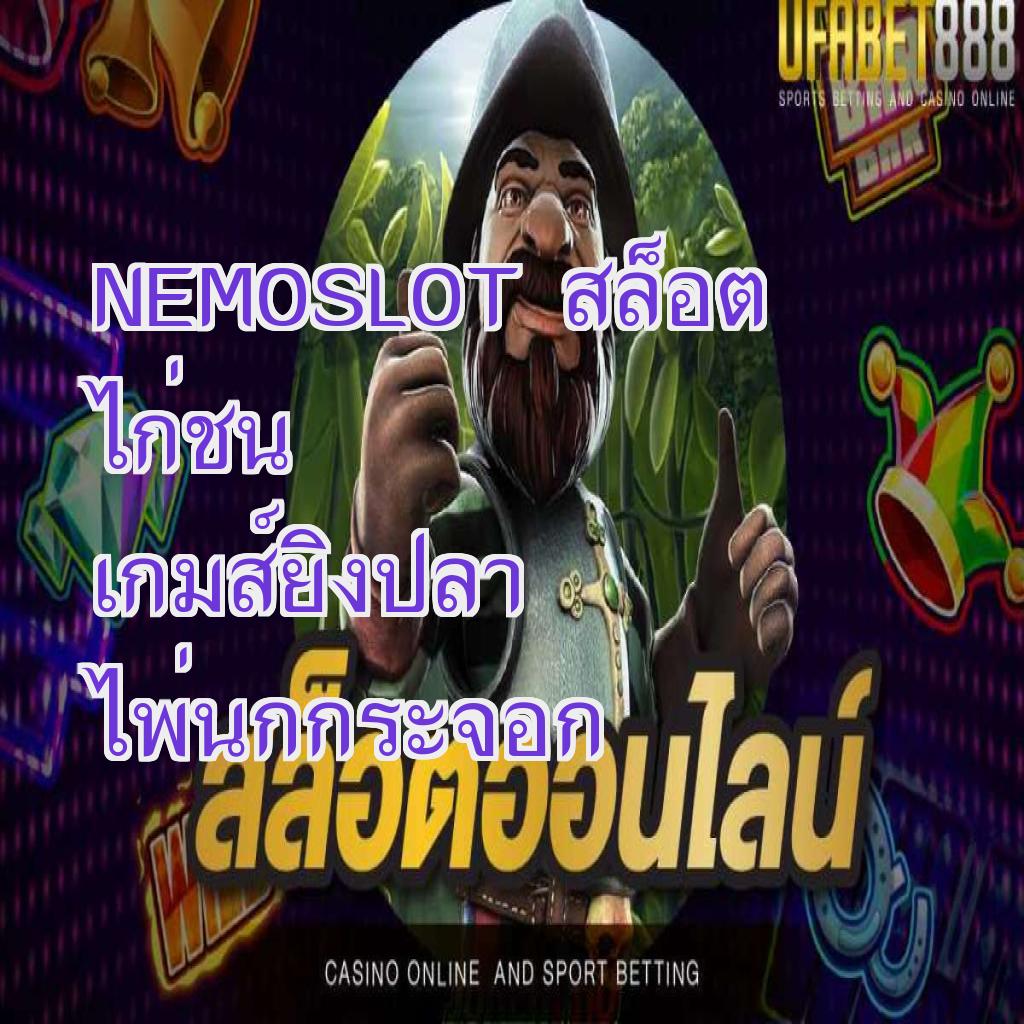 UFABET888
SPORTS BETTING AND CASINO ONLINE
BAR
NEMOSLOT สล็อต
ไก่ชน
เกมส์ยิงปลา
ไพ่นกกระจอก
สล็อตออนไลน์
CASINO ONLINE AND SPORT BETTING